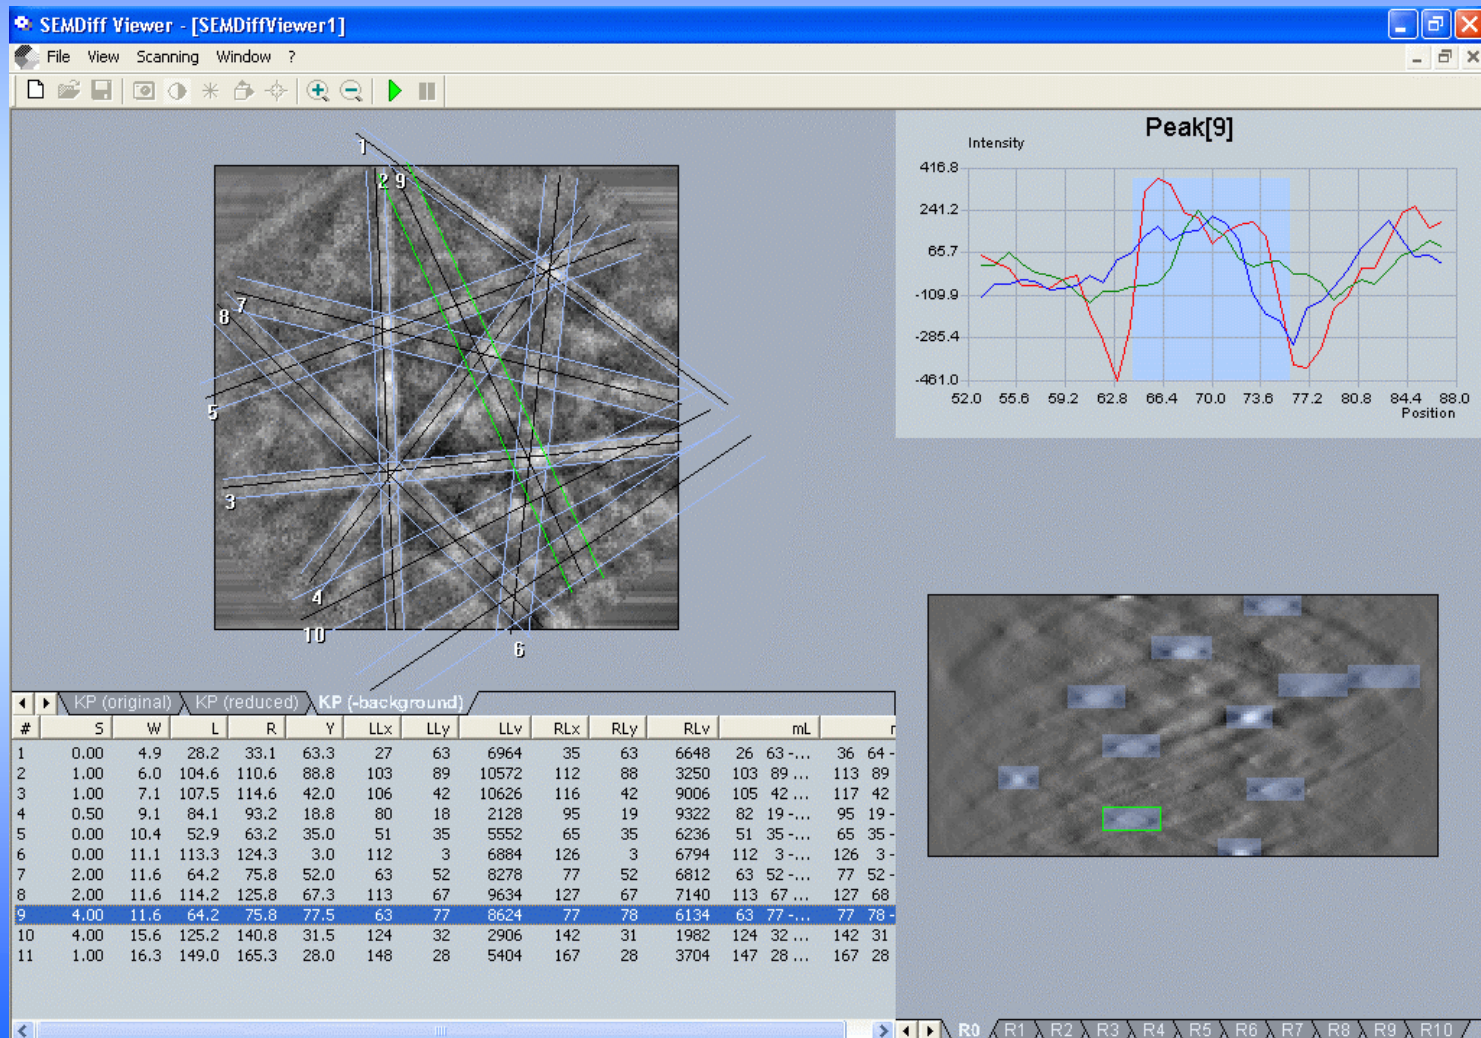 SEMDiff Viewer - [SEMDiffViewer1]
File View Scanning Window ?
Peak[9]
Intensity
416.8
241.2
65.7
-109.9
-285.4
-461.0
52.0 55.6 59.2 62.8 66.4 70.0 73.6 77.2 80.8 84.4 88.0
Position
1
2 9
7
8
5
3
4
10
6
KP (original) KP (reduced) KP (-background)
# S W L R Y LLx LLy LLv RLx RLy RLv mL r
1 0.00 4.9 28.2 33.1 63.3 27 63 6964 35 63 6648 26 63 -... 36 64 -
2 1.00 6.0 104.6 110.6 88.8 103 89 10572 112 88 3250 103 89 ... 113 89
3 1.00 7.1 107.5 114.6 42.0 106 42 10626 116 42 9006 105 42 ... 117 42
4 0.50 9.1 84.1 93.2 18.8 80 18 2128 95 19 9322 82 19 -... 95 19 -
5 0.00 10.4 52.9 63.2 35.0 51 35 5552 65 35 6236 51 35 -... 65 35 -
6 0.00 11.1 113.3 124.3 3.0 112 3 6884 126 3 6794 112 3 -... 126 3 -
7 2.00 11.6 64.2 75.8 52.0 63 52 8278 77 52 6812 63 52 -... 77 52 -
8 2.00 11.6 114.2 125.8 67.3 113 67 9634 127 67 7140 113 67 ... 127 68
9 4.00 11.6 64.2 75.8 77.5 63 77 8624 77 78 6134 63 77 -... 77 78 -
10 4.00 15.6 125.2 140.8 31.5 124 32 2906 142 31 1982 124 32 ... 142 31
11 1.00 16.3 149.0 165.3 28.0 148 28 5404 167 28 3704 147 28 ... 167 28
R0 R1 R2 R3 R4 R5 R6 R7 R8 R9 R10